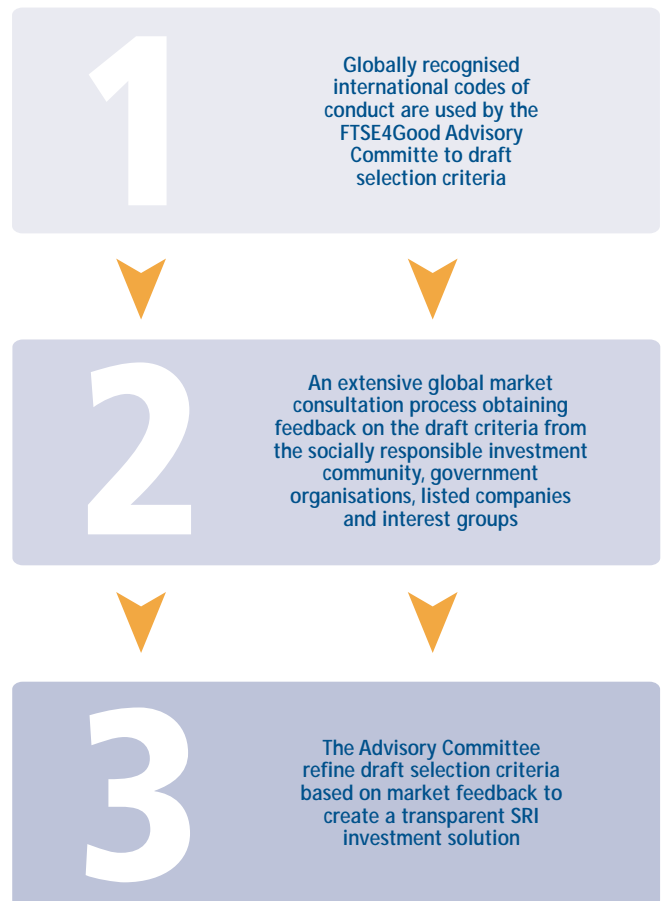 1
Globally recognised
international codes of
conduct are used by the
FTSE4Good Advisory
Committe to draft
selection criteria
2
An extensive global market
consultation process obtaining
feedback on the draft criteria from
the socially responsible investment
community, government
organisations, listed companies
and interest groups
3
The Advisory Committee
refine draft selection criteria
based on market feedback to
create a transparent SRI
investment solution